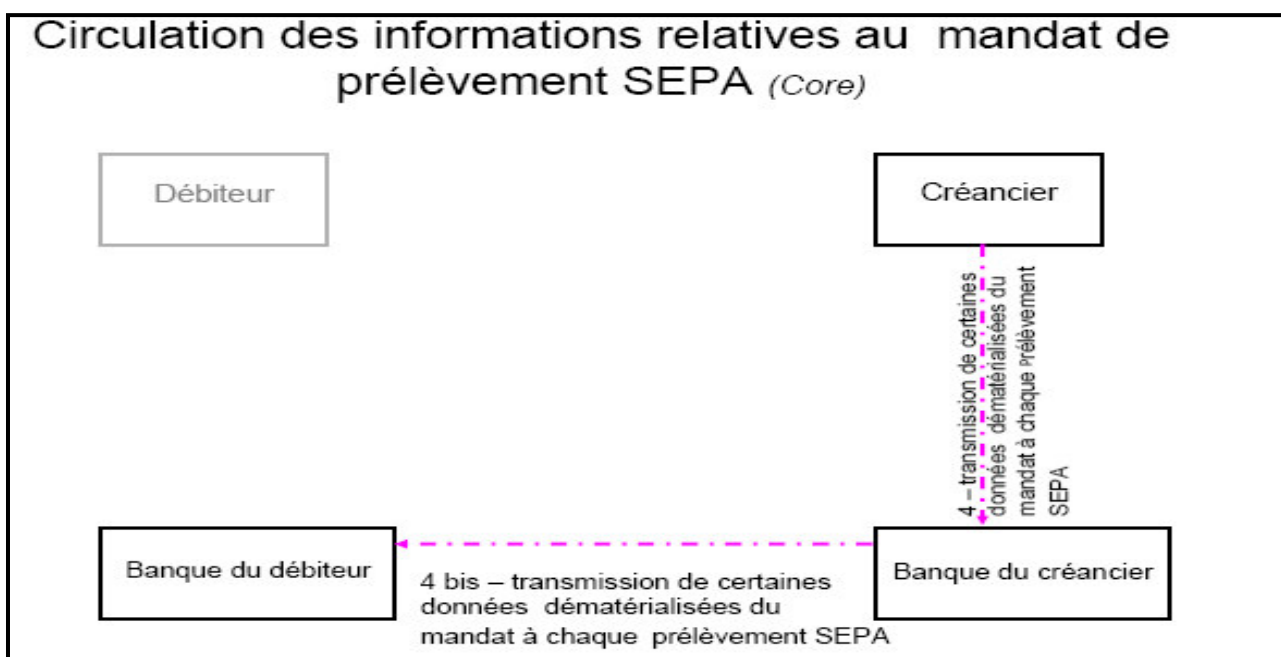 Circulation des informations relatives au mandat de
prélèvement SEPA (Core)
Débiteur
Créancier
4 – transmission de certaines
données dématérialisées du
mandat à chaque prélèvement
SEPA
Banque du débiteur
Banque du créancier
4 bis – transmission de certaines
données dématérialisées du
mandat à chaque prélèvement SEPA